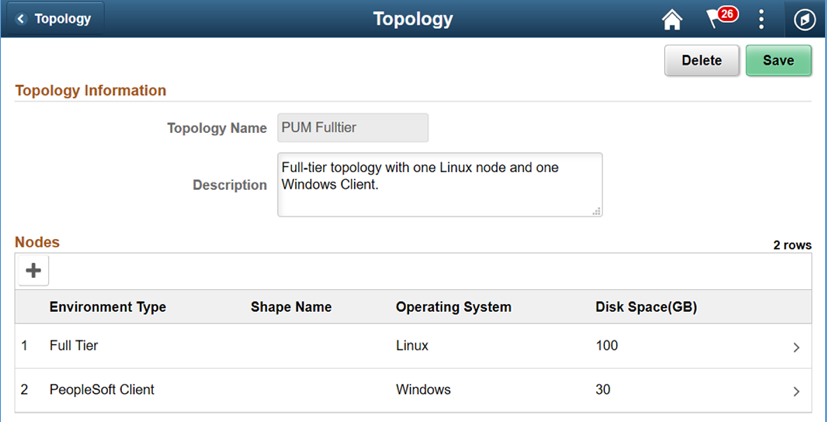 Topology
Topology
26
Delete
Save
Topology Information
Topology Name PUM Fulltier
Description Full-tier topology with one Linux node and one
Windows Client.
Nodes
2 rows
Environment Type Shape Name Operating System Disk Space(GB)
1 Full Tier Linux 100
2 PeopleSoft Client Windows 30